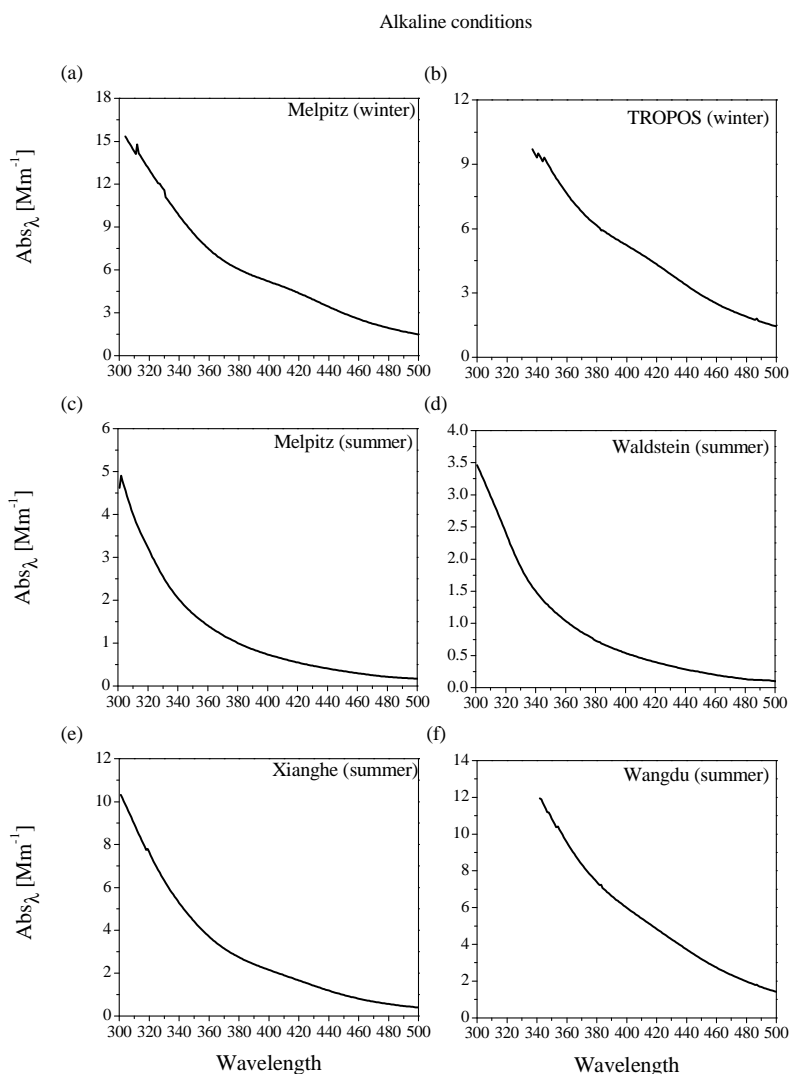 Alkaline conditions
(a)
(b)
Melpitz (winter)
18
15
12
9
6
3
0
300 320 340 360 380 400 420 440 460 480 500
TROPOS (winter)
12
9
6
3
0
300 320 340 360 380 400 420 440 460 480 500
Absλ [Mm-1]
(c)
(d)
Melpitz (summer)
6
5
4
3
2
1
0
300 320 340 360 380 400 420 440 460 480 500
Waldstein (summer)
4.0
3.5
3.0
2.5
2.0
1.5
1.0
0.5
0.0
300 320 340 360 380 400 420 440 460 480 500
Absλ [Mm-1]
(e)
(f)
Xianghe (summer)
12
10
8
6
4
2
0
300 320 340 360 380 400 420 440 460 480 500
Wangdu (summer)
14
12
10
8
6
4
2
0
300 320 340 360 380 400 420 440 460 480 500
Absλ [Mm-1]
Wavelength
Wavelength